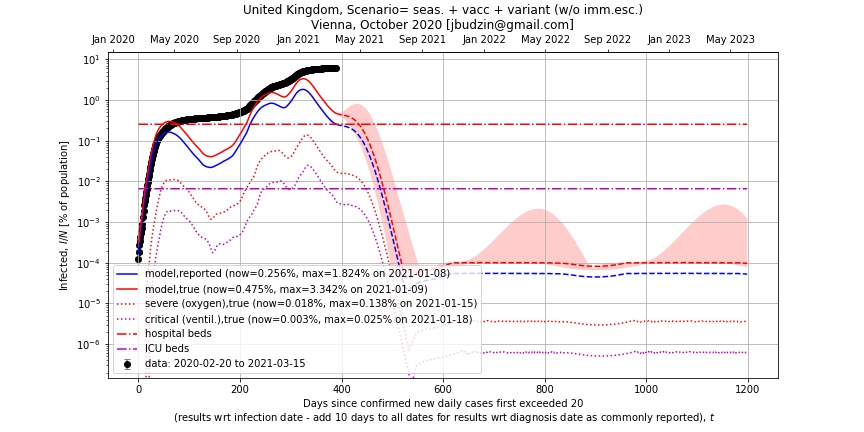 United Kingdom, Scenario= seas. + vacc + variant (w/o imm.esc.)
Vienna, October 2020 [jbudzin@gmail.com]
Jan 2020 May 2020 Sep 2020 Jan 2021 May 2021 Sep 2021 Jan 2022 May 2022 Sep 2022 Jan 2023 May 2023
10¹
10⁰
10⁻¹
10⁻²
10⁻³
10⁻⁴
10⁻⁵
10⁻⁶
Infected, I/N [% of population]
model,reported (now=0.256%, max=1.824% on 2021-01-08)
model,true (now=0.475%, max=3.342% on 2021-01-09)
severe (oxygen),true (now=0.018%, max=0.138% on 2021-01-15)
critical (ventil.),true (now=0.003%, max=0.025% on 2021-01-18)
hospital beds
ICU beds
data: 2020-02-20 to 2021-03-15
0 200 400 600 800 1000 1200
Days since confirmed new daily cases first exceeded 20
(results wrt infection date - add 10 days to all dates for results wrt diagnosis date as commonly reported), t